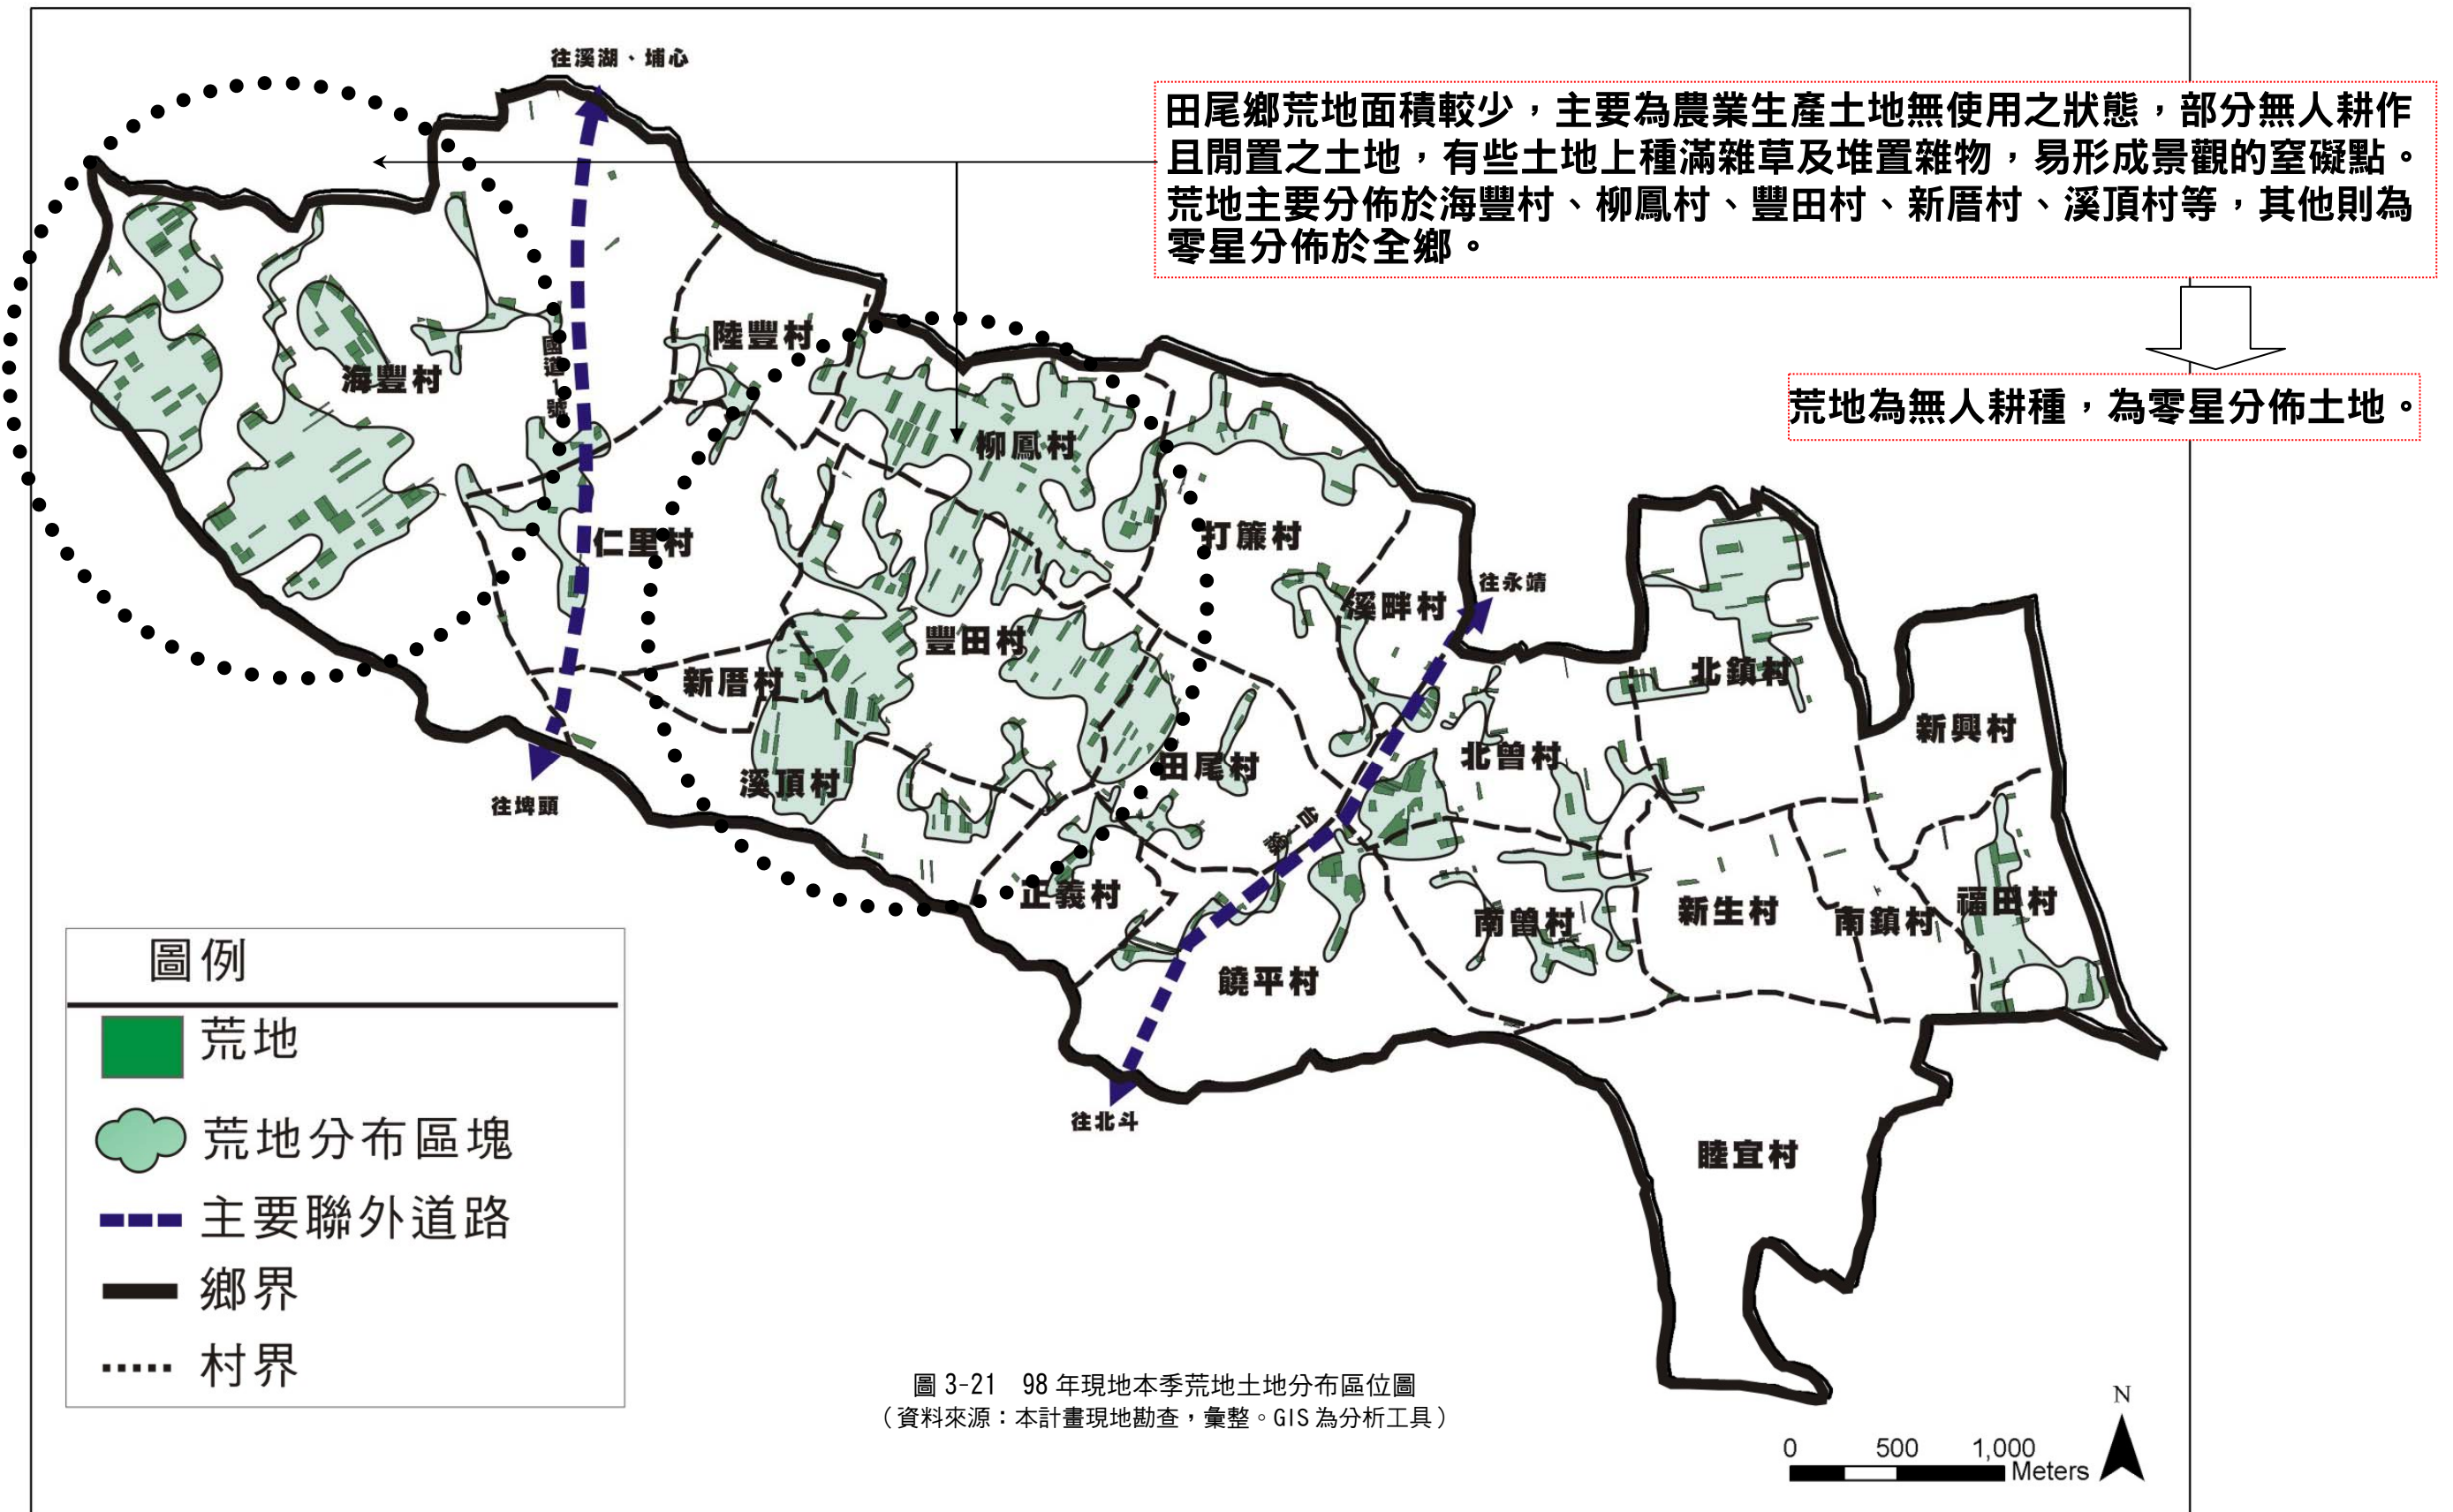 往溪湖、埔心
田尾鄉荒地面積較少，主要為農業生產土地無使用之狀態，部分無人耕作
且閒置之土地，有些土地上種滿雜草及堆置雜物，易形成景觀的窒礙點。
荒地主要分佈於海豐村、柳鳳村、豐田村、新厝村、溪頂村等，其他則為
零星分佈於全鄉。
荒地為無人耕種，為零星分佈土地。
陸豐村
國道1號
海豐村
柳鳳村
打簾村
仁里村
往永靖
溪畔村
豐田村
北鎮村
新厝村
新興村
北曾村
田尾村
溪頂村
往埤頭
台一線
正義村
福田村
新生村
南鎮村
南曾村
饒平村
往北斗
睦宜村
圖例
荒地
荒地分布區塊
主要聯外道路
鄉界
村界
圖 3-21 98 年現地本季荒地土地分布區位圖
（資料來源：本計畫現地勘查，彙整。GIS 為分析工具）
N
0 500 1,000
Meters